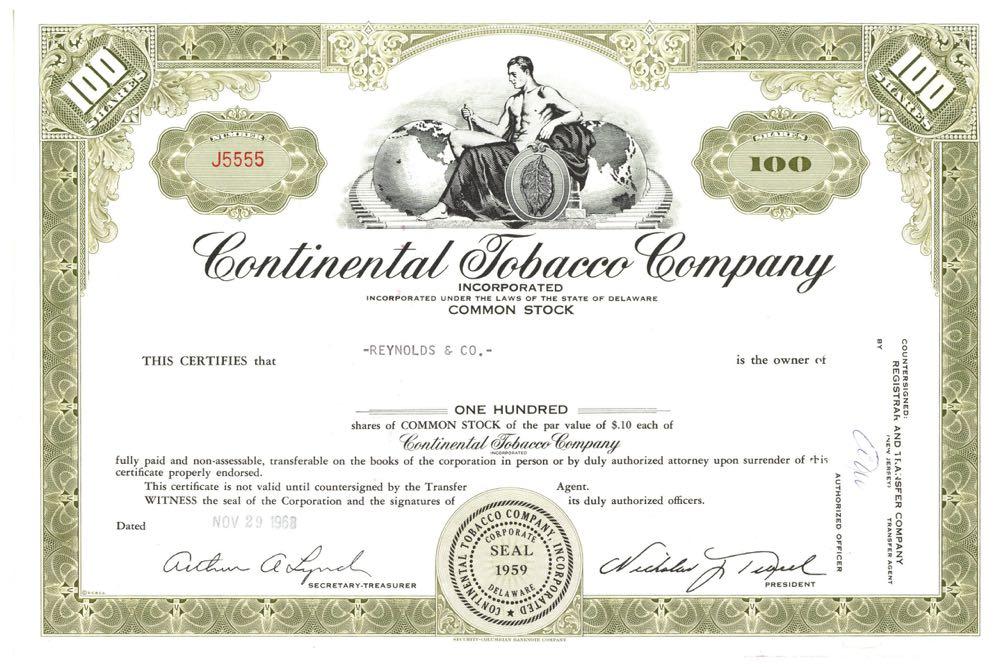 100
SHARES
100
SHARES
NUMBER
J5555
SHARES
100
Continental Tobacco Company
INCORPORATED
INCORPORATED UNDER THE LAWS OF THE STATE OF DELAWARE
COMMON STOCK
THIS CERTIFIES that
-REYNOLDS & CO.-
is the owner of
ONE HUNDRED
shares of COMMON STOCK of the par value of $.10 each of
Continental Tobacco Company
INCORPORATED
fully paid and non-assessable, transferable on the books of the corporation in person or by duly authorized attorney upon surrender of this
certificate properly endorsed.
This certificate is not valid until countersigned by the Transfer Agent.
WITNESS the seal of the Corporation and the signatures of its duly authorized officers.
Dated
NOV 29 1968
Arthur A. Lynch
SECRETARY-TREASURER
CONTINENTAL TOBACCO COMPANY, INCORPORATED
CORPORATE
SEAL
1959
DELAWARE
PRESIDENT
COUNTERSIGNED:
REGISTRAR AND TRANSFER COMPANY
(NEW JERSEY)
TRANSFER AGENT
BY
AUTHORIZED OFFICER
SECURITY-COLUMBIAN BANKNOTE COMPANY